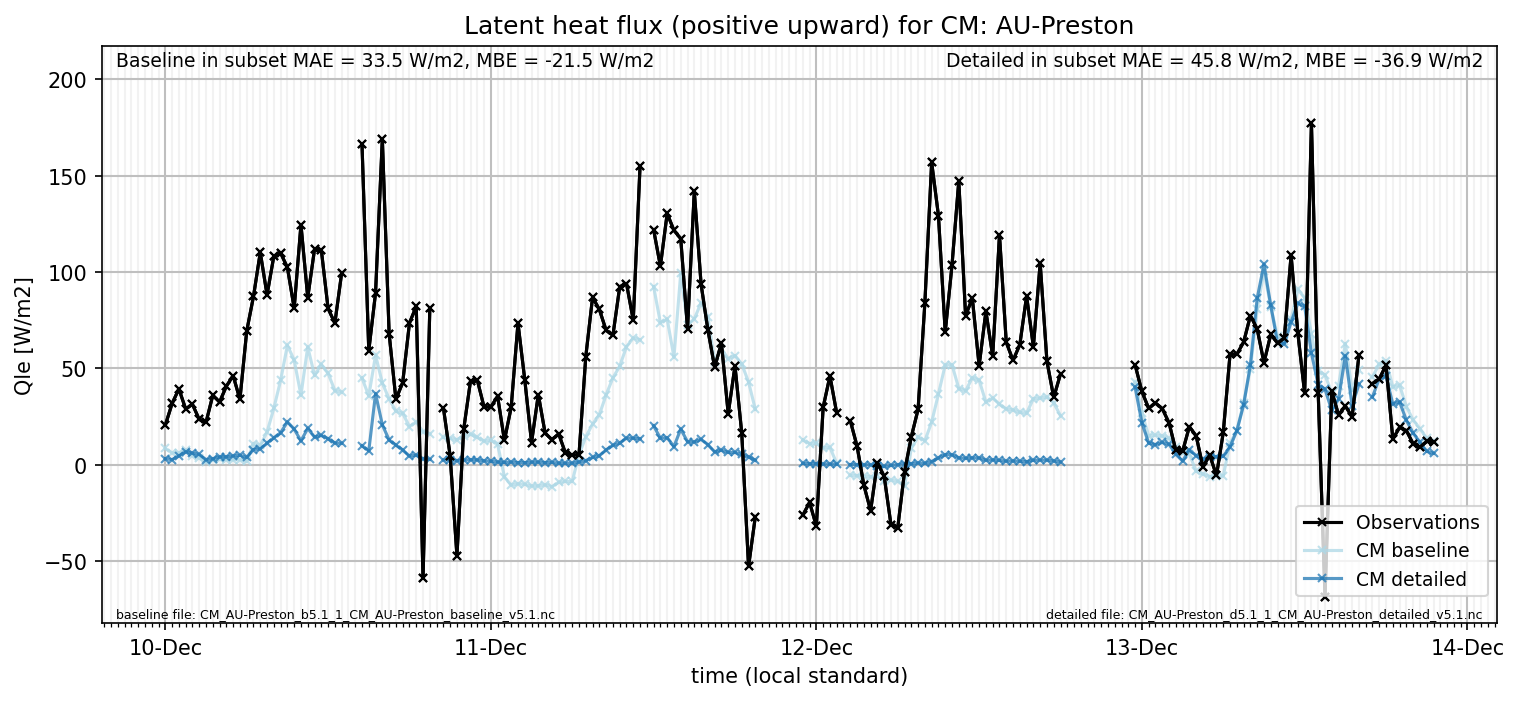 Latent heat flux (positive upward) for CM: AU-Preston
Baseline in subset MAE = 33.5 W/m2, MBE = -21.5 W/m2
Detailed in subset MAE = 45.8 W/m2, MBE = -36.9 W/m2
200
150
100
50
0
−50
Qle [W/m2]
Observations
CM baseline
CM detailed
baseline file: CM_AU-Preston_b5.1_1_CM_AU-Preston_baseline_v5.1.nc
detailed file: CM_AU-Preston_d5.1_1_CM_AU-Preston_detailed_v5.1.nc
10-Dec
11-Dec
12-Dec
13-Dec
14-Dec
time (local standard)